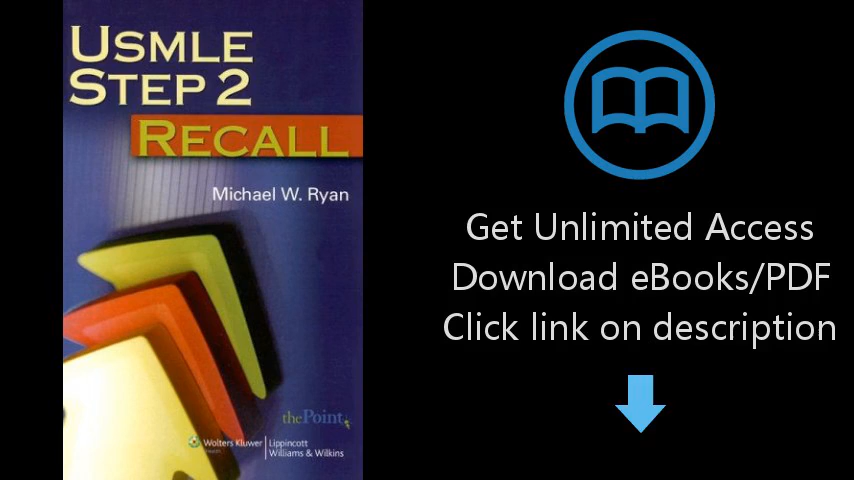 USMLE
STEP 2
RECALL
Michael W. Ryan
thePoint
Wolters Kluwer
Health
Lippincott
Williams & Wilkins
Get Unlimited Access
Download eBooks/PDF
Click link on description